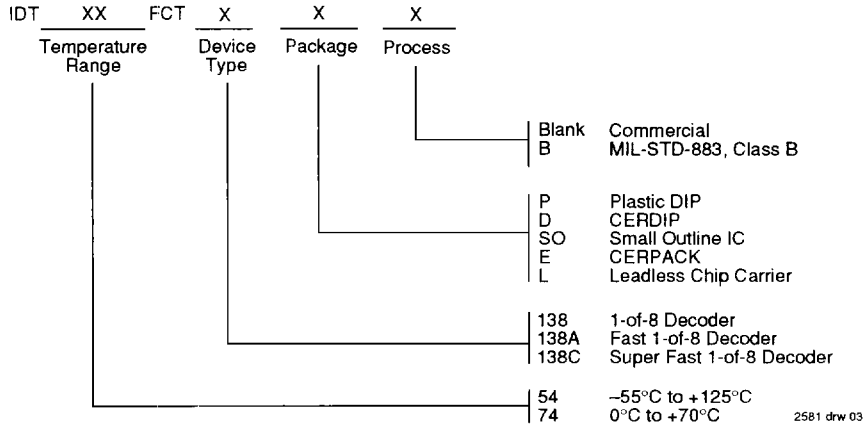 IDT XX FCT X X X
Temperature Range Device Type Package Process
Blank Commercial
B MIL-STD-883, Class B
P Plastic DIP
D CERDIP
SO Small Outline IC
E CERPACK
L Leadless Chip Carrier
138 1-of-8 Decoder
138A Fast 1-of-8 Decoder
138C Super Fast 1-of-8 Decoder
54 –55°C to +125°C
74 0°C to +70°C
2581 drw 03